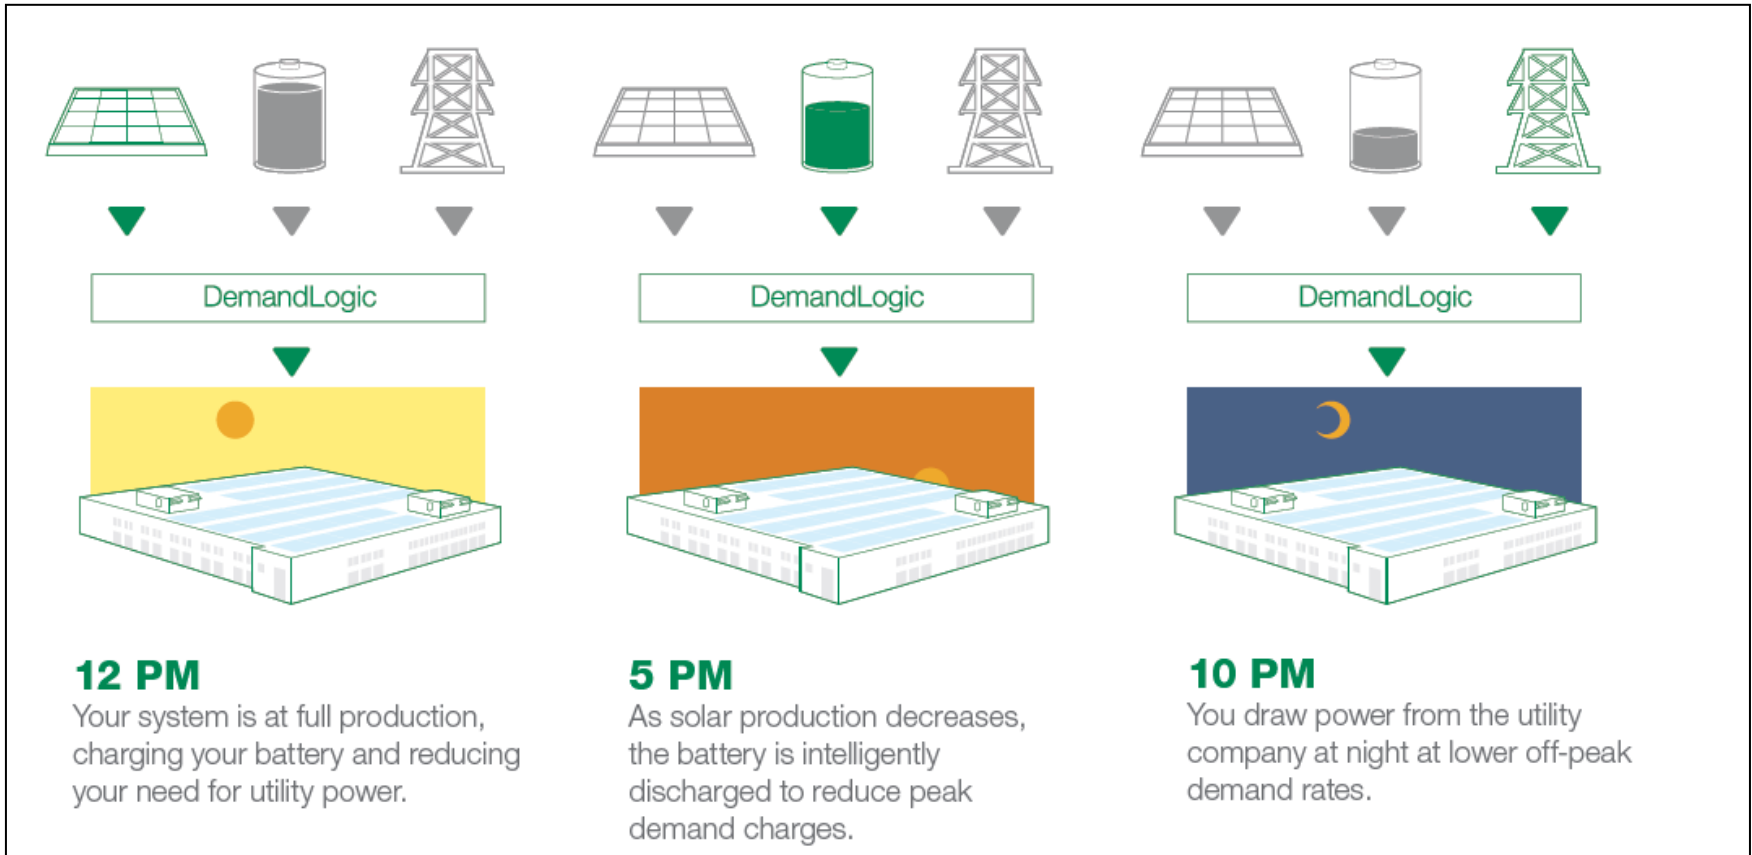 DemandLogic
DemandLogic
DemandLogic
12 PM
Your system is at full production,
charging your battery and reducing
your need for utility power.
5 PM
As solar production decreases,
the battery is intelligently
discharged to reduce peak
demand charges.
10 PM
You draw power from the utility
company at night at lower off-peak
demand rates.